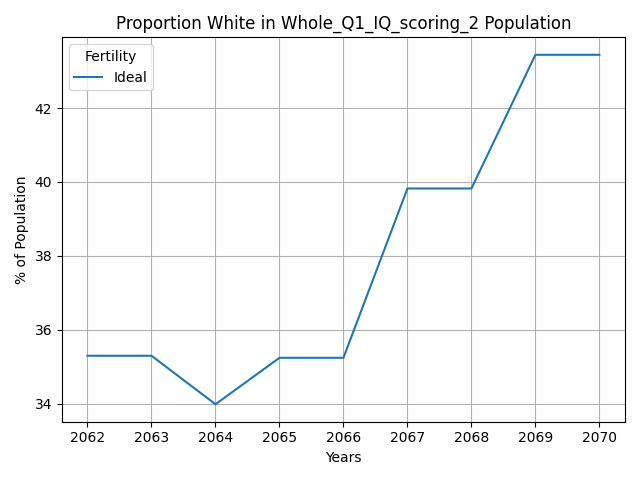 Proportion White in Whole_Q1_IQ_scoring_2 Population
Fertility
Ideal
% of Population
42
40
38
36
34
2062 2063 2064 2065 2066 2067 2068 2069 2070
Years